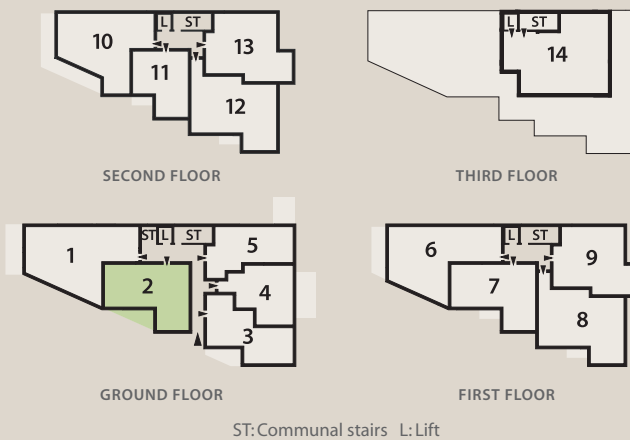 L ST
10
11
13
12
SECOND FLOOR
L ST
14
THIRD FLOOR
ST L ST
1
2
5
4
3
GROUND FLOOR
L ST
6
7
9
8
FIRST FLOOR
ST: Communal stairs L: Lift